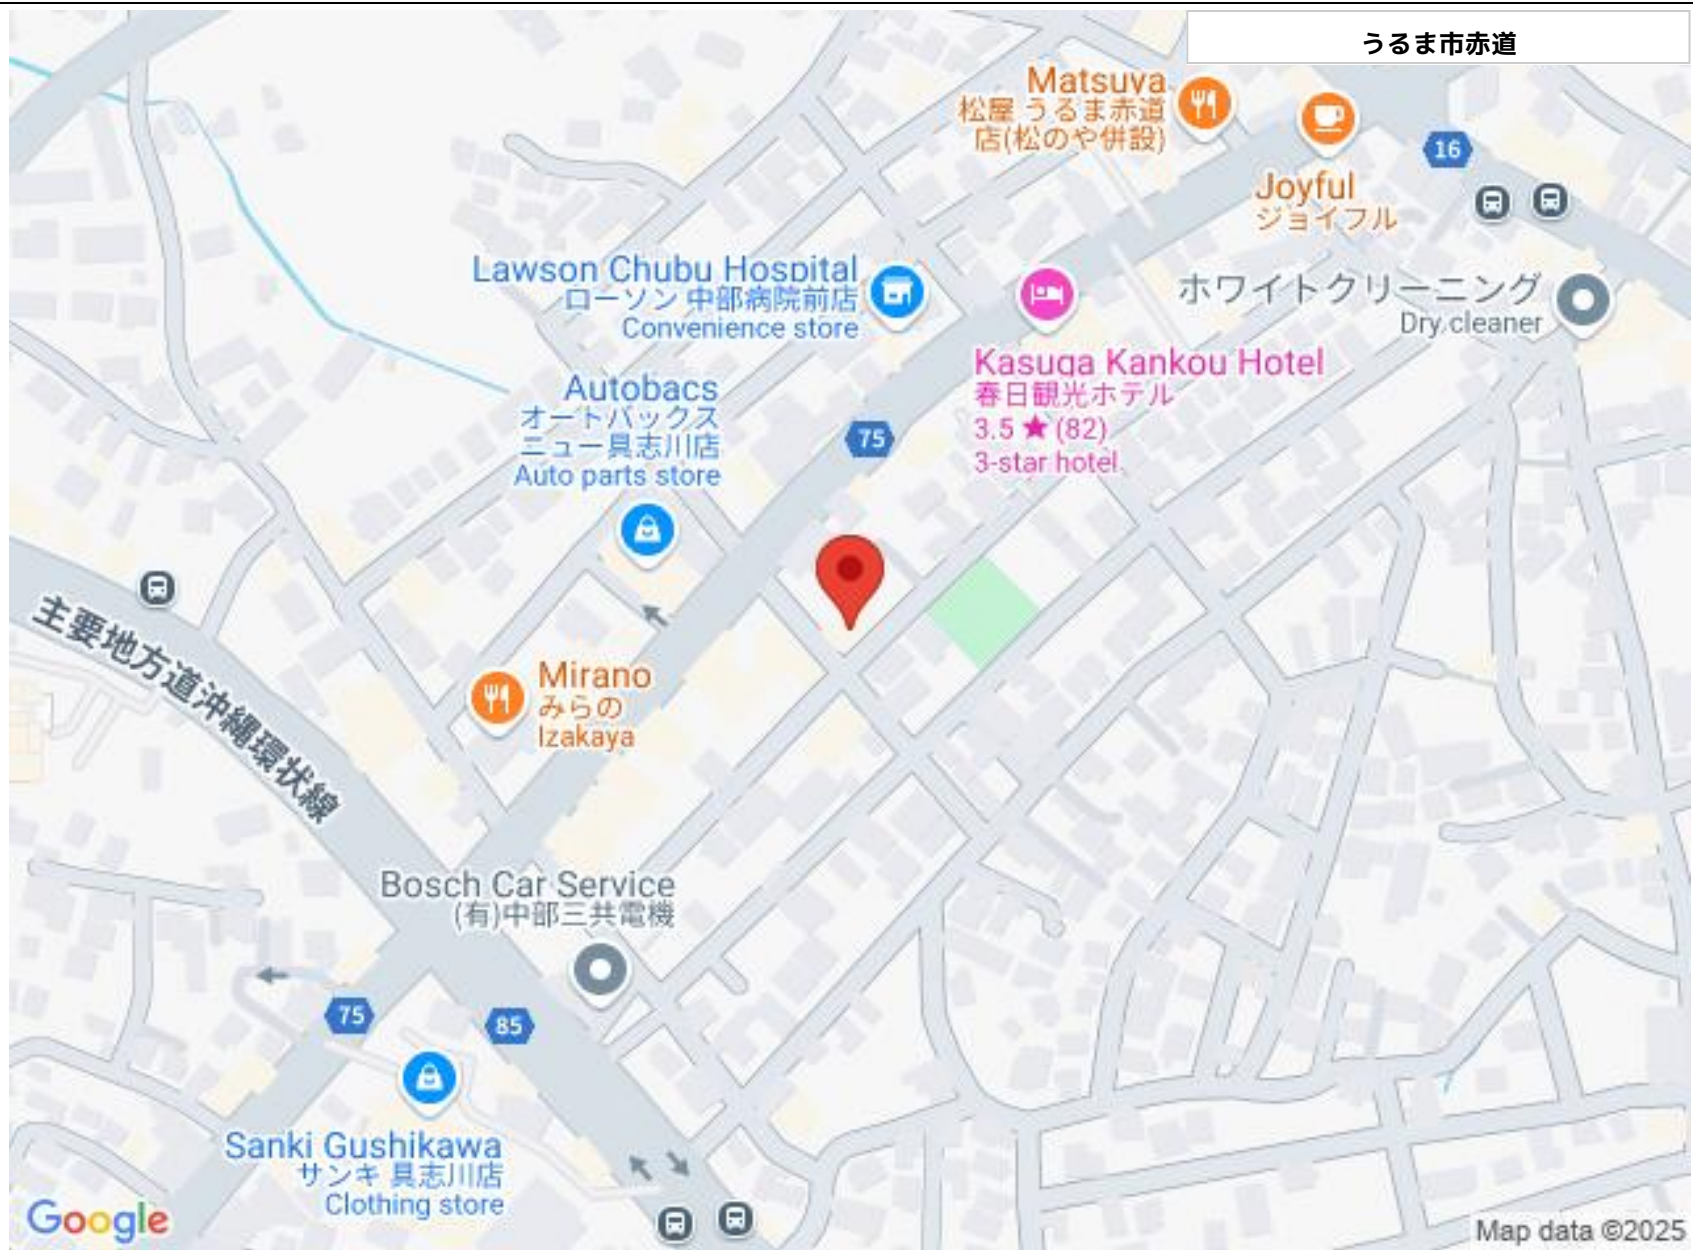 うるま市赤道
Matsuya
松屋 うるま赤道
店(松のや併設)
Joyful
ジョイフル
16
Lawson Chubu Hospital
ローソン 中部病院前店
Convenience store
ホワイトクリーニング
Dry cleaner
Kasuga Kankou Hotel
春日観光ホテル
3.5 ★ (82)
3-star hotel
Autobacs
オートバックス
ニュー具志川店
Auto parts store
75
主要地方道沖縄環状線
Mirano
みらの
Izakaya
Bosch Car Service
(有)中部三共電機
75
85
Sanki Gushikawa
サンキ 具志川店
Clothing store
Google
Map data ©2025